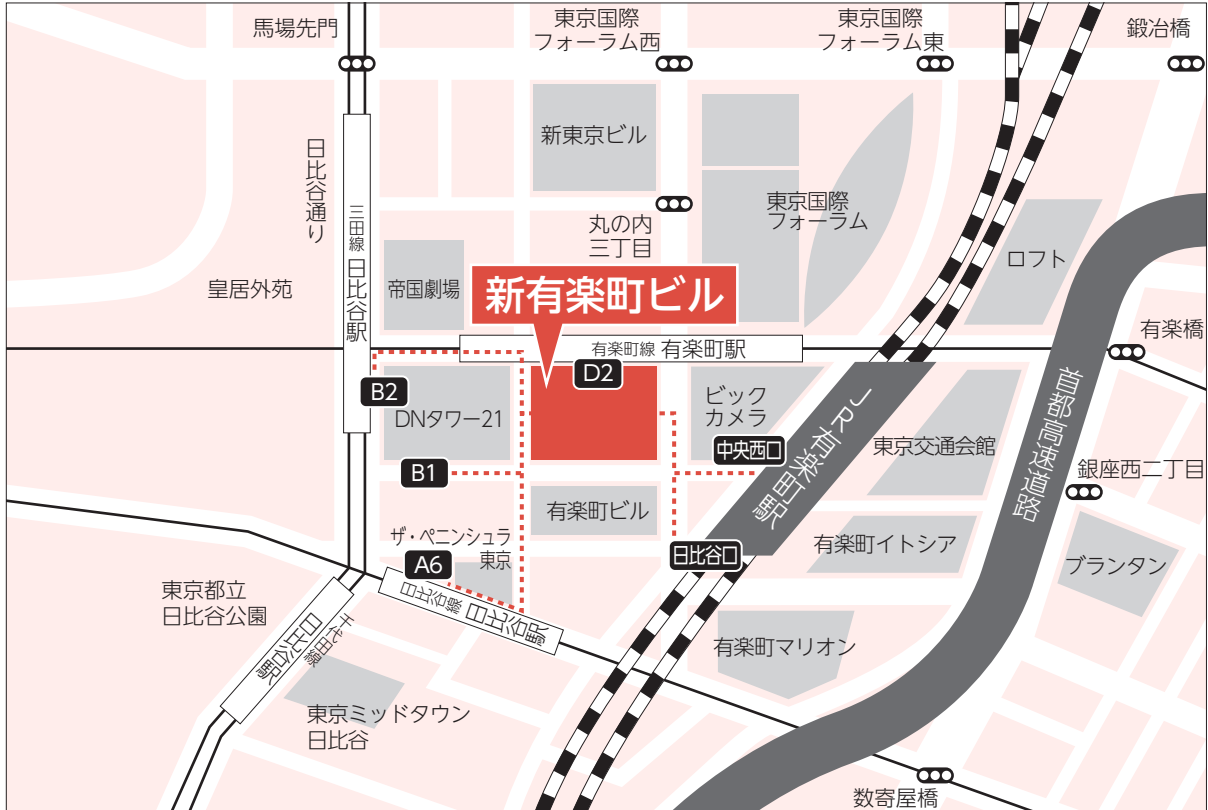 馬場先門
東京国際
フォーラム西
東京国際
フォーラム東
鍛冶橋
新東京ビル
日比谷通り
三田線 日比谷駅
丸の内
三丁目
東京国際
フォーラム
ロフト
皇居外苑
帝国劇場
新有楽町ビル
有楽町線 有楽町駅
有楽橋
D2
B2
DNタワー21
ビック
カメラ
中央西口
JR有楽町駅
東京交通会館
首都高速道路
B1
銀座西二丁目
有楽町ビル
ザ・ペニンシュラ
東京
A6
日比谷口
有楽町イトシア
プランタン
東京都立
日比谷公園
日比谷線 日比谷駅
千代田線
日比谷駅
有楽町マリオン
東京ミッドタウン
日比谷
数寄屋橋